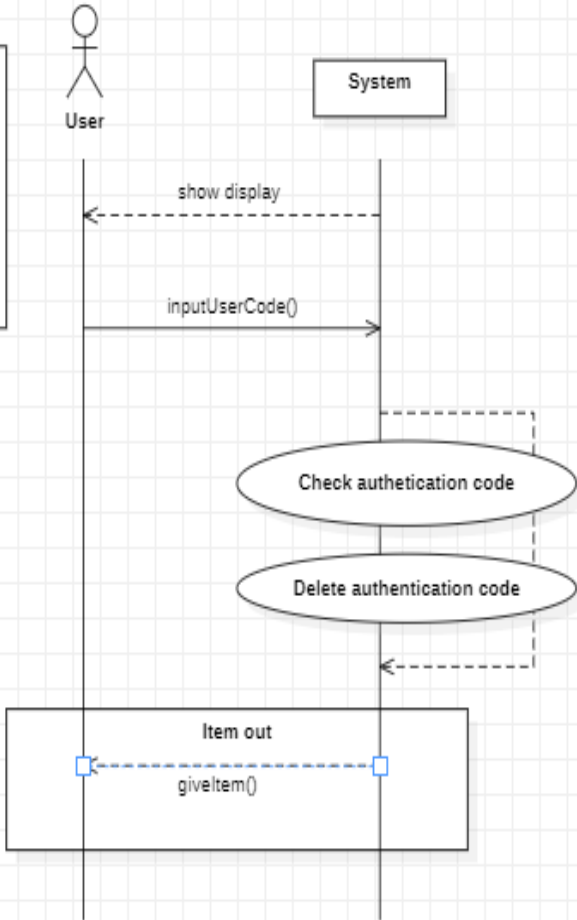 User
System
show display
inputUserCode()
Check authetication code
Delete authentication code
Item out
giveItem()